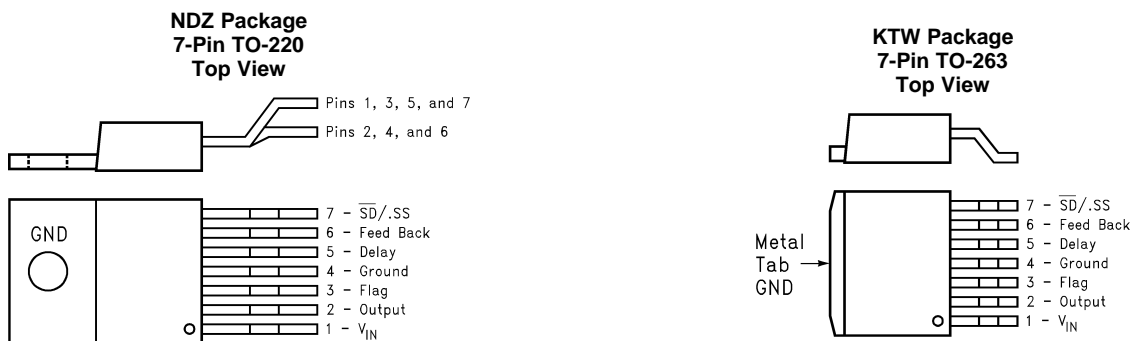 NDZ Package
7-Pin TO-220
Top View
Pins 1, 3, 5, and 7
Pins 2, 4, and 6
GND
7 - S̅D̅/.SS
6 - Feed Back
5 - Delay
4 - Ground
3 - Flag
2 - Output
1 - VIN
KTW Package
7-Pin TO-263
Top View
Metal
Tab
GND
7 - S̅D̅/.SS
6 - Feed Back
5 - Delay
4 - Ground
3 - Flag
2 - Output
1 - VIN